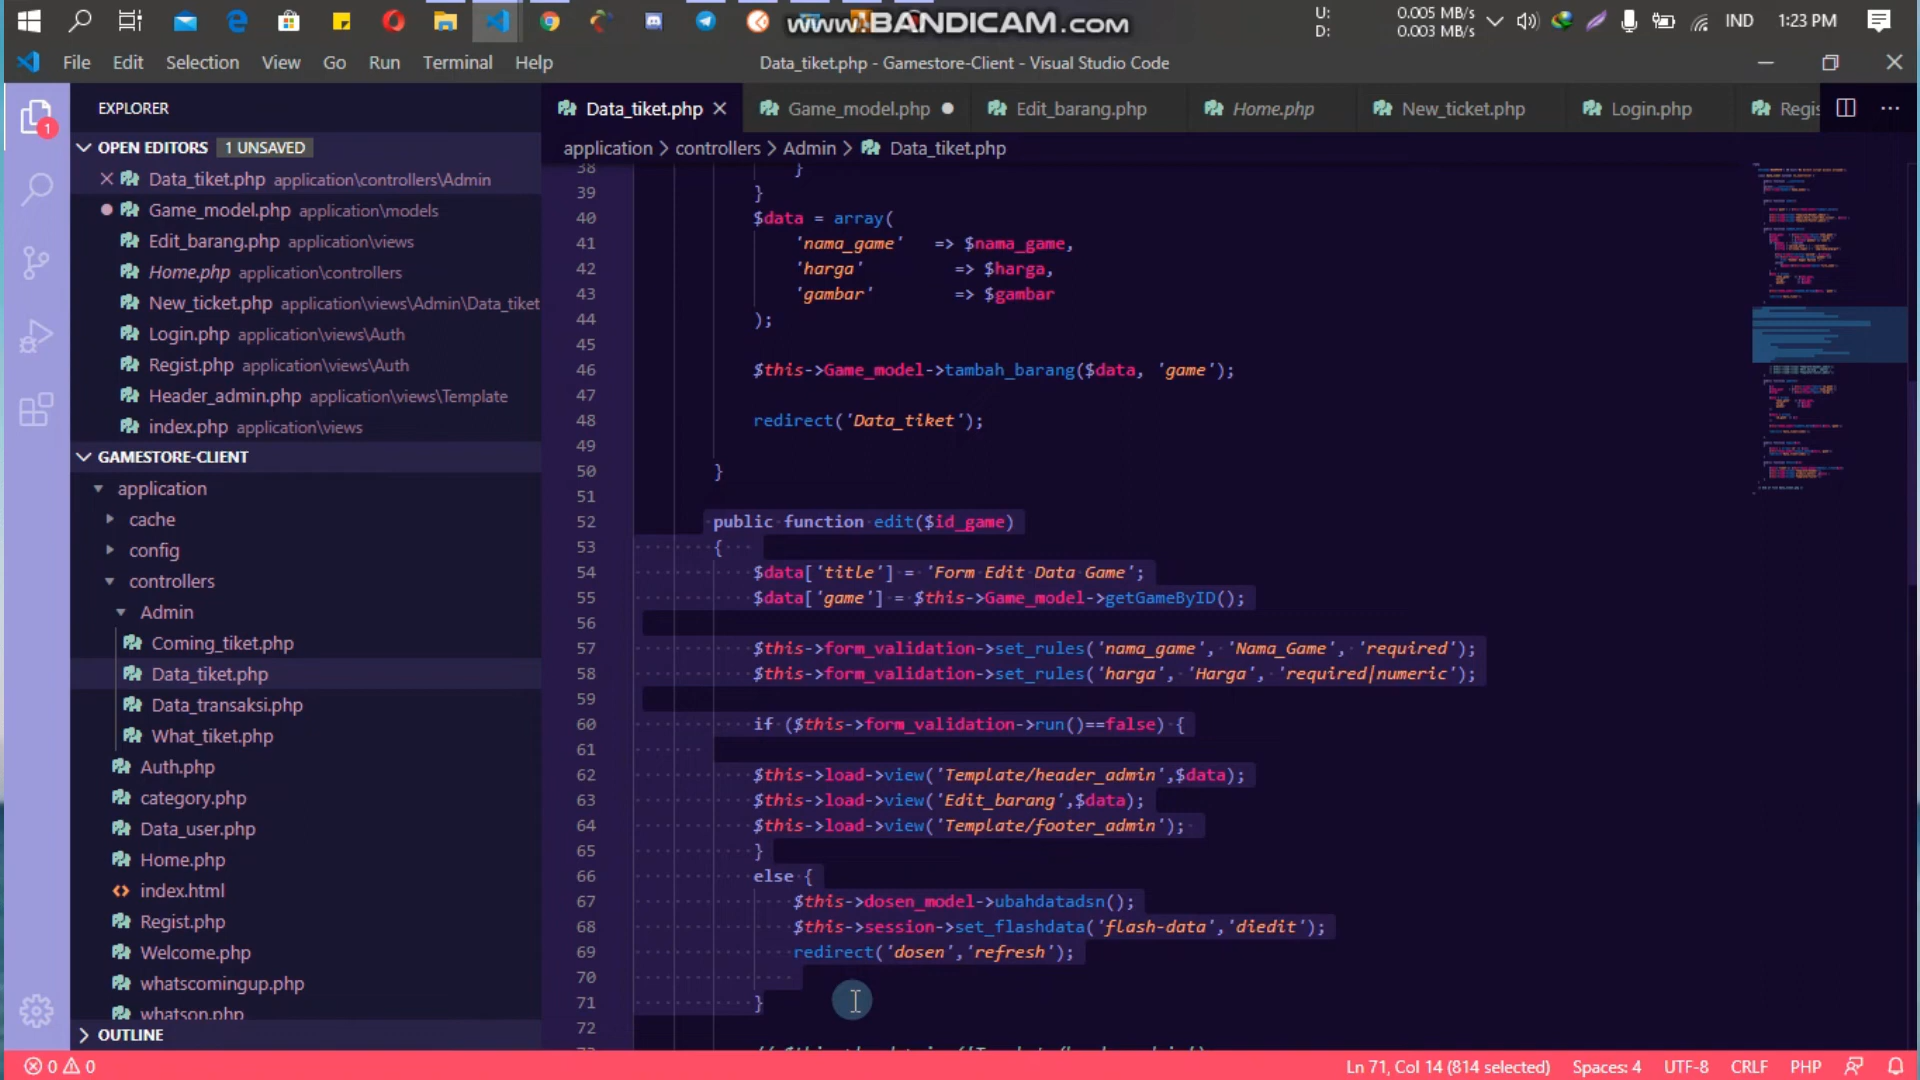 www.BANDICAM.com
U: 0.005 MB/s
D: 0.003 MB/s
IND
1:23 PM
File Edit Selection View Go Run Terminal Help
Data_tiket.php - Gamestore-Client - Visual Studio Code
EXPLORER
1
OPEN EDITORS 1 UNSAVED
Data_tiket.php application\controllers\Admin
Game_model.php application\models
Edit_barang.php application\views
Home.php application\controllers
New_ticket.php application\views\Admin\Data_tiket
Login.php application\views\Auth
Regist.php application\views\Auth
Header_admin.php application\views\Template
index.php application\views
GAMESTORE-CLIENT
application
cache
config
controllers
Admin
Coming_tiket.php
Data_tiket.php
Data_transaksi.php
What_tiket.php
Auth.php
category.php
Data_user.php
Home.php
index.html
Regist.php
Welcome.php
whatscomingup.php
whatson.php
OUTLINE
Data_tiket.php Game_model.php Edit_barang.php Home.php New_ticket.php Login.php Regis
application > controllers > Admin > Data_tiket.php
38 }
39 }
40 $data = array(
41 'nama_game' => $nama_game,
42 'harga' => $harga,
43 'gambar' => $gambar
44 );
45
46 $this->Game_model->tambah_barang($data, 'game');
47
48 redirect('Data_tiket');
49
50 }
51
52 public function edit($id_game)
53 {
54 $data['title'] = 'Form Edit Data Game';
55 $data['game'] = $this->Game_model->getGameByID();
56
57 $this->form_validation->set_rules('nama_game', 'Nama_Game', 'required');
58 $this->form_validation->set_rules('harga', 'Harga', 'required|numeric');
59
60 if ($this->form_validation->run()==false) {
61
62 $this->load->view('Template/header_admin',$data);
63 $this->load->view('Edit_barang',$data);
64 $this->load->view('Template/footer_admin');
65 }
66 else {
67 $this->dosen_model->ubahdatadsn();
68 $this->session->set_flashdata('flash-data','diedit');
69 redirect('dosen','refresh');
70
71 }
72
0 0
Ln 71, Col 14 (814 selected) Spaces: 4 UTF-8 CRLF PHP